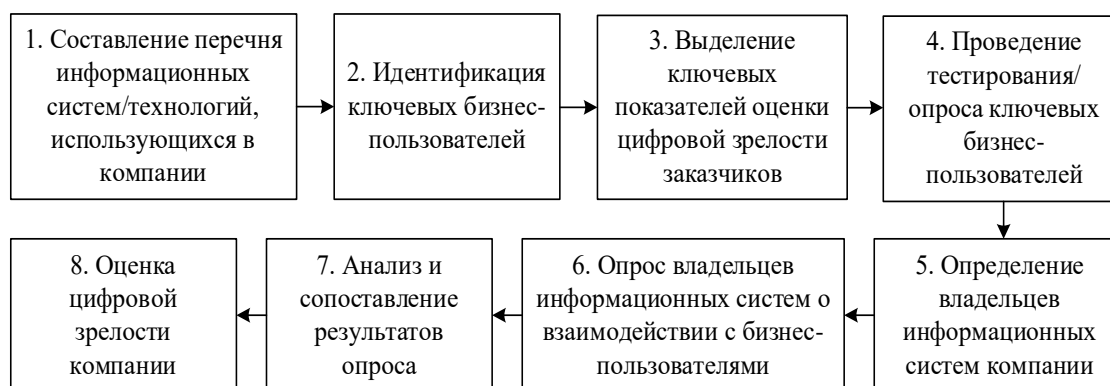 1. Составление перечня
информационных
систем/технологий,
использующихся в
компании
2. Идентификация
ключевых бизнес-
пользователей
3. Выделение
ключевых
показателей оценки
цифровой зрелости
заказчиков
4. Проведение
тестирования/
опроса ключевых
бизнес-
пользователей
5. Определение
владельцев
информационных
систем компании
6. Опрос владельцев
информационных систем о
взаимодействии с бизнес-
пользователями
7. Анализ и
сопоставление
результатов
опроса
8. Оценка
цифровой
зрелости
компании